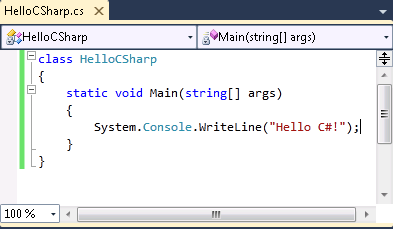 HelloCSharp.cs
HelloCSharp
Main(string[] args)
class HelloCSharp
{
    static void Main(string[] args)
    {
        System.Console.WriteLine("Hello C#!");
    }
}
100 %